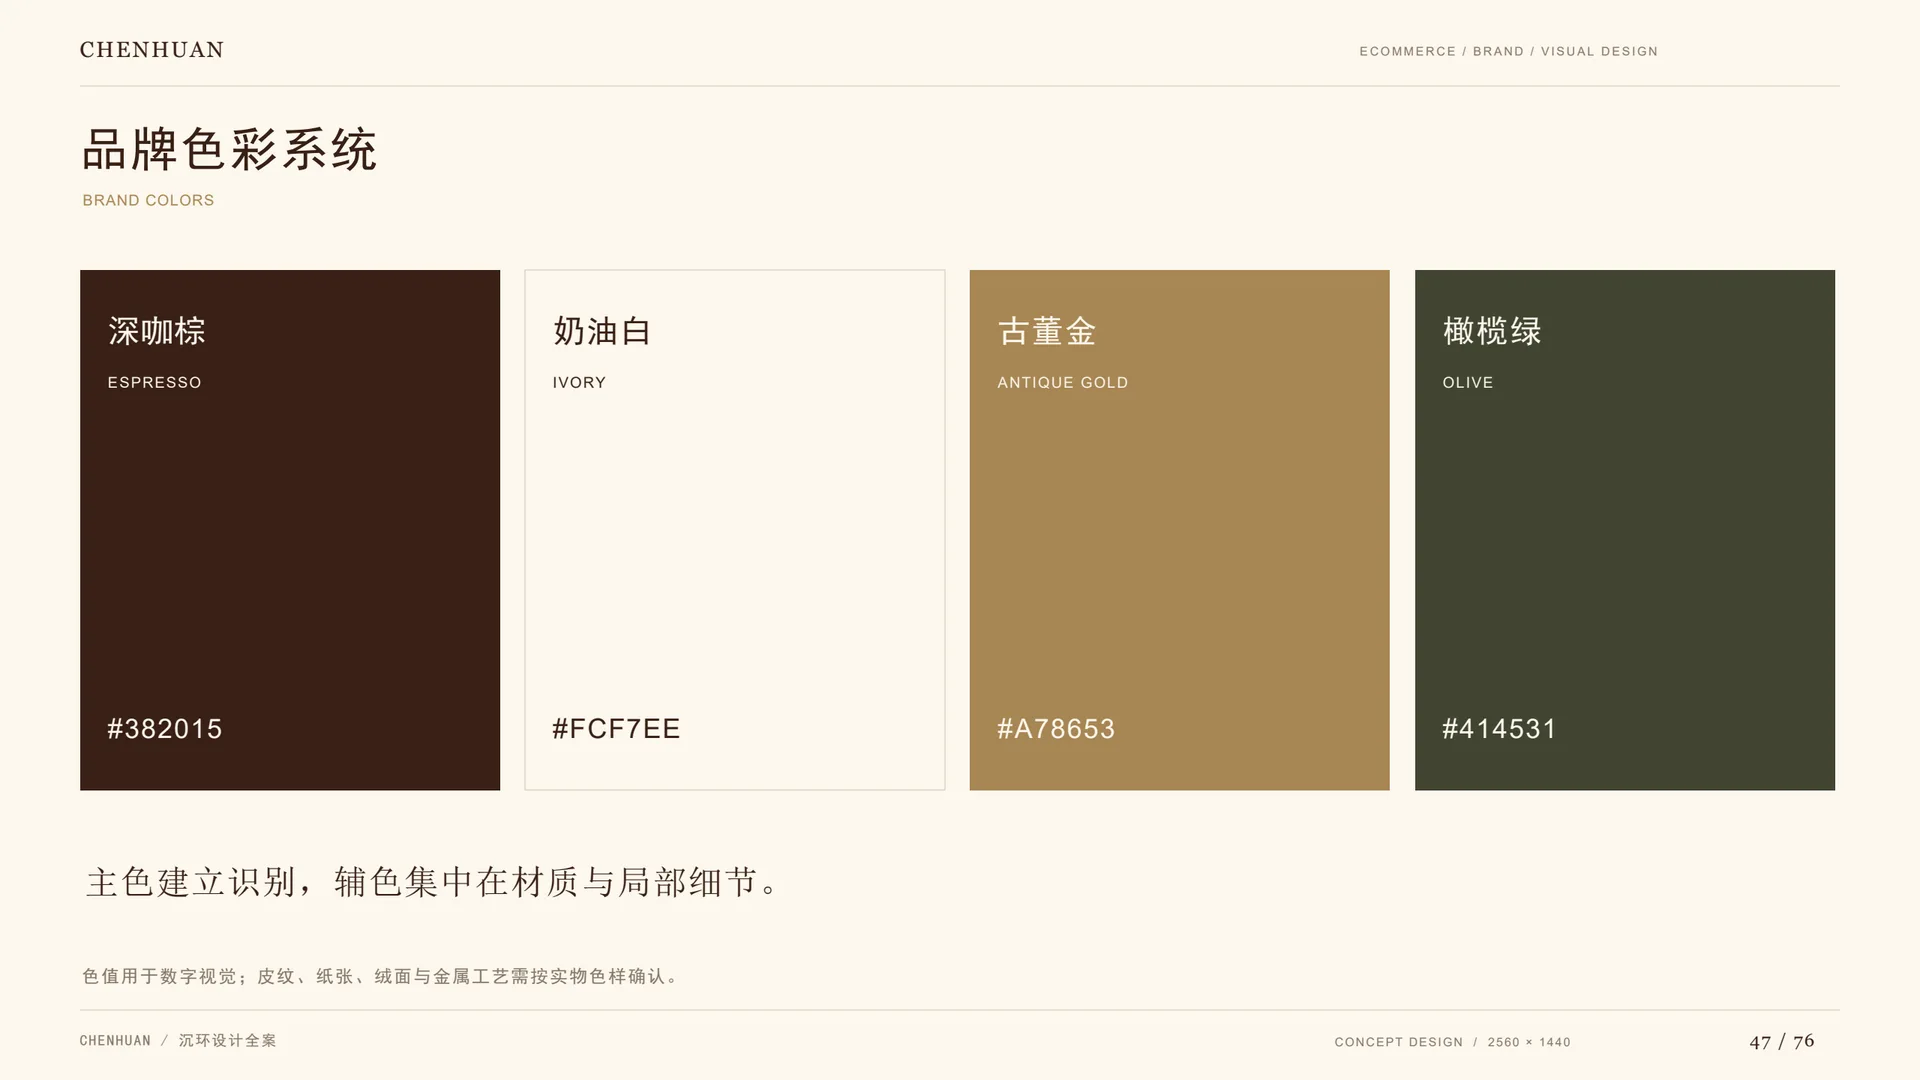 CHENHUAN
ECOMMERCE / BRAND / VISUAL DESIGN
品牌色彩系统
BRAND COLORS
深咖棕
ESPRESSO
#382015
奶油白
IVORY
#FCF7EE
古董金
ANTIQUE GOLD
#A78653
橄榄绿
OLIVE
#414531
主色建立识别，辅色集中在材质与局部细节。
色值用于数字视觉；皮纹、纸张、绒面与金属工艺需按实物色样确认。
CHENHUAN / 沉环设计全案
CONCEPT DESIGN / 2560 × 1440
47 / 76